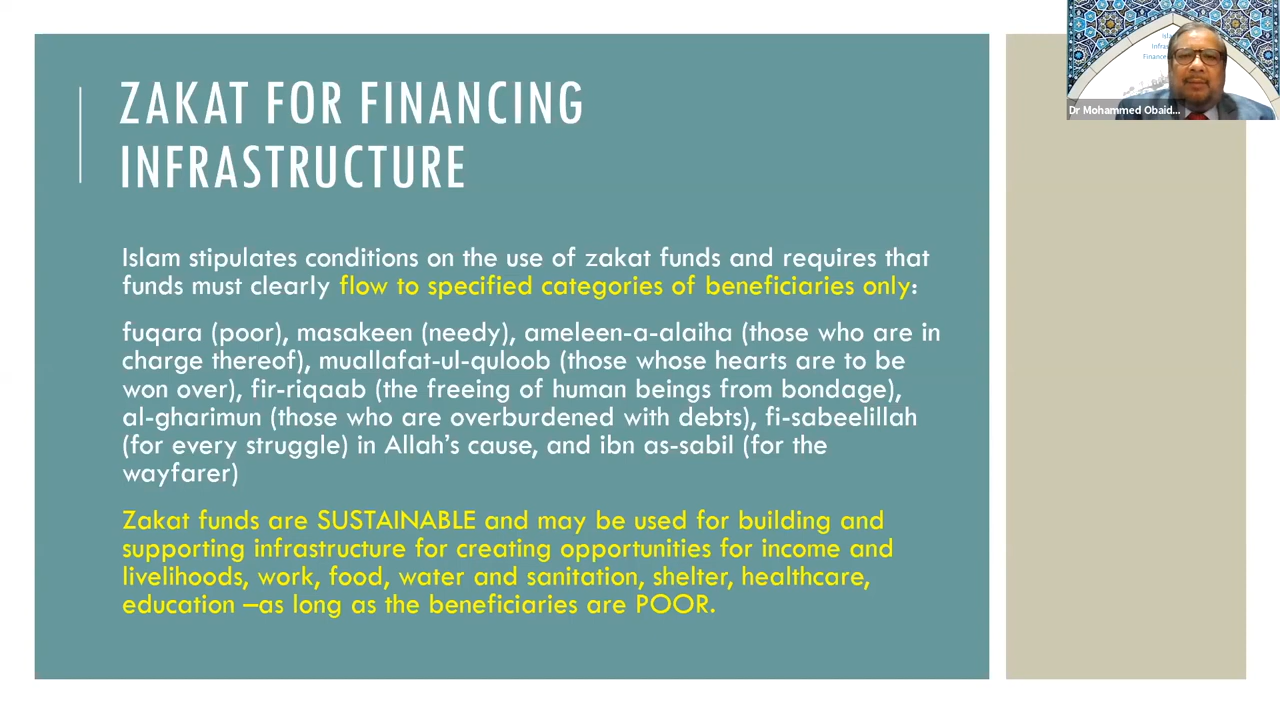 ZAKAT FOR FINANCING
INFRASTRUCTURE
Islam stipulates conditions on the use of zakat funds and requires that
funds must clearly flow to specified categories of beneficiaries only:
fuqara (poor), masakeen (needy), ameleen-a-alaiha (those who are in
charge thereof), muallafat-ul-quloob (those whose hearts are to be
won over), fir-riqaab (the freeing of human beings from bondage),
al-gharimun (those who are overburdened with debts), fi-sabeelillah
(for every struggle) in Allah's cause, and ibn as-sabil (for the
wayfarer)
Zakat funds are SUSTAINABLE and may be used for building and
supporting infrastructure for creating opportunities for income and
livelihoods, work, food, water and sanitation, shelter, healthcare,
education –as long as the beneficiaries are POOR.
Dr Mohammed Obaid...